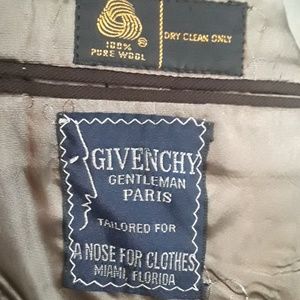 100%
PURE WOOL
DRY CLEAN ONLY
GIVENCHY
GENTLEMAN
PARIS
TAILORED FOR
A NOSE FOR CLOTHES
MIAMI, FLORIDA